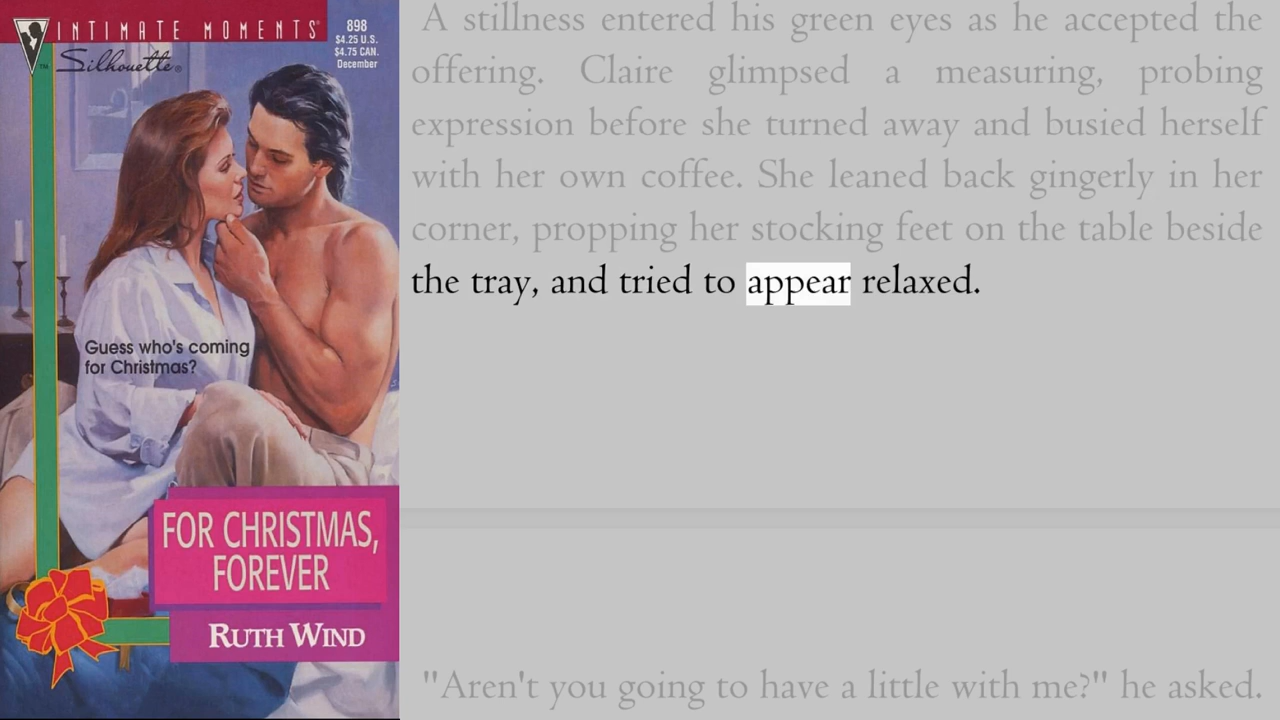 INTIMATE MOMENTS®
898
$4.25 U.S.
$4.75 CAN.
December
™ Silhouette®
Guess who's coming
for Christmas?
FOR CHRISTMAS,
FOREVER
RUTH WIND
A stillness entered his green eyes as he accepted the
offering. Claire glimpsed a measuring, probing
expression before she turned away and busied herself
with her own coffee. She leaned back gingerly in her
corner, propping her stocking feet on the table beside
the tray, and tried to appear relaxed.
"Aren't you going to have a little with me?" he asked.